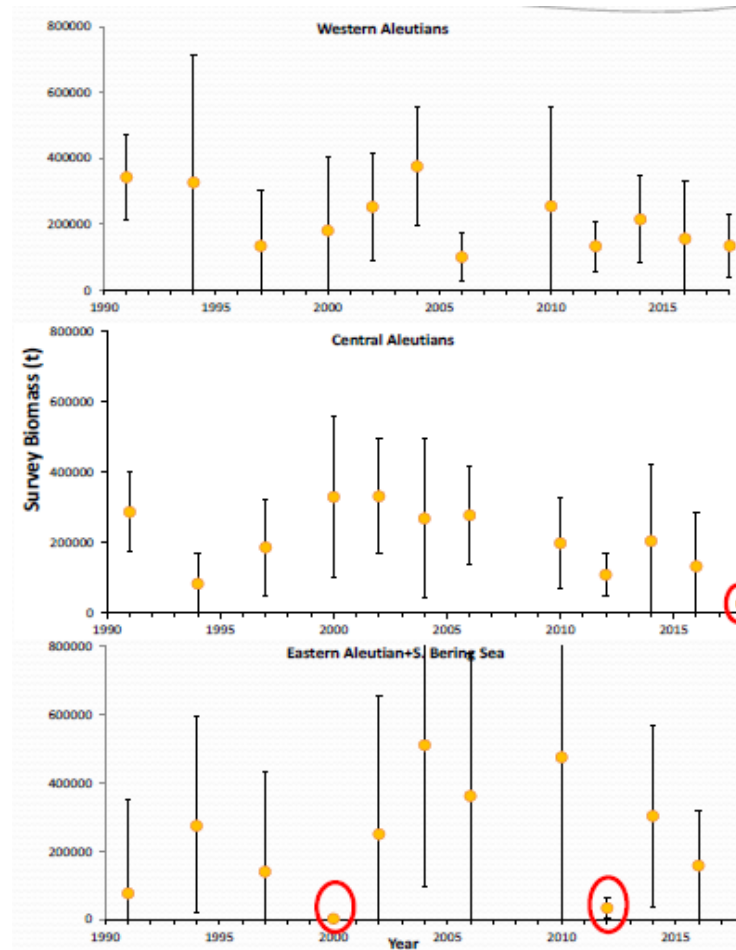 Western Aleutians
800000
600000
400000
200000
0
1990 1995 2000 2005 2010 2015
Central Aleutians
800000
600000
400000
200000
0
1990 1995 2000 2005 2010 2015
Survey Biomass (t)
Eastern Aleutian+S. Bering Sea
800000
600000
400000
200000
0
1990 1995 2000 2005 2010 2015
Year